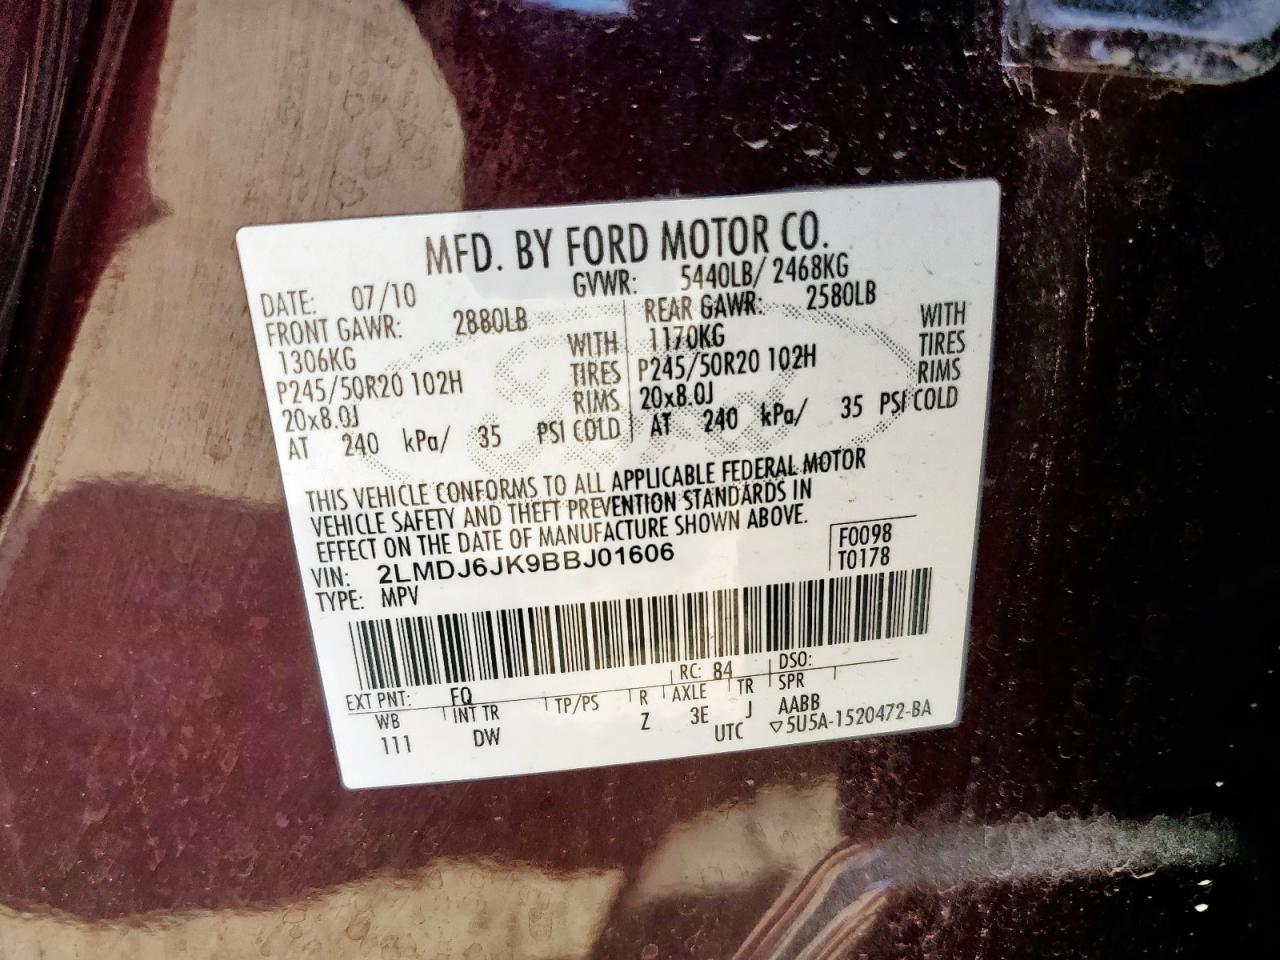 MFD. BY FORD MOTOR CO.
DATE: 07/10 GVWR: 5440LB/ 2468KG
FRONT GAWR: 2880LB REAR GAWR: 2580LB
1306KG WITH 1170KG WITH
P245/50R20 102H TIRES P245/50R20 102H TIRES
20x8.0J RIMS 20x8.0J RIMS
AT 240 kPa/ 35 PSI COLD AT 240 kPa/ 35 PSI COLD
THIS VEHICLE CONFORMS TO ALL APPLICABLE FEDERAL MOTOR
VEHICLE SAFETY AND THEFT PREVENTION STANDARDS IN
EFFECT ON THE DATE OF MANUFACTURE SHOWN ABOVE.
VIN: 2LMDJ6JK9BBJ01606 F0098
TYPE: MPV T0178
EXT PNT: FQ RC: 84 DSO:
WB INT TR TP/PS R AXLE TR SPR
111 DW Z 3E J AABB
UTC ▽5U5A-1520472-BA